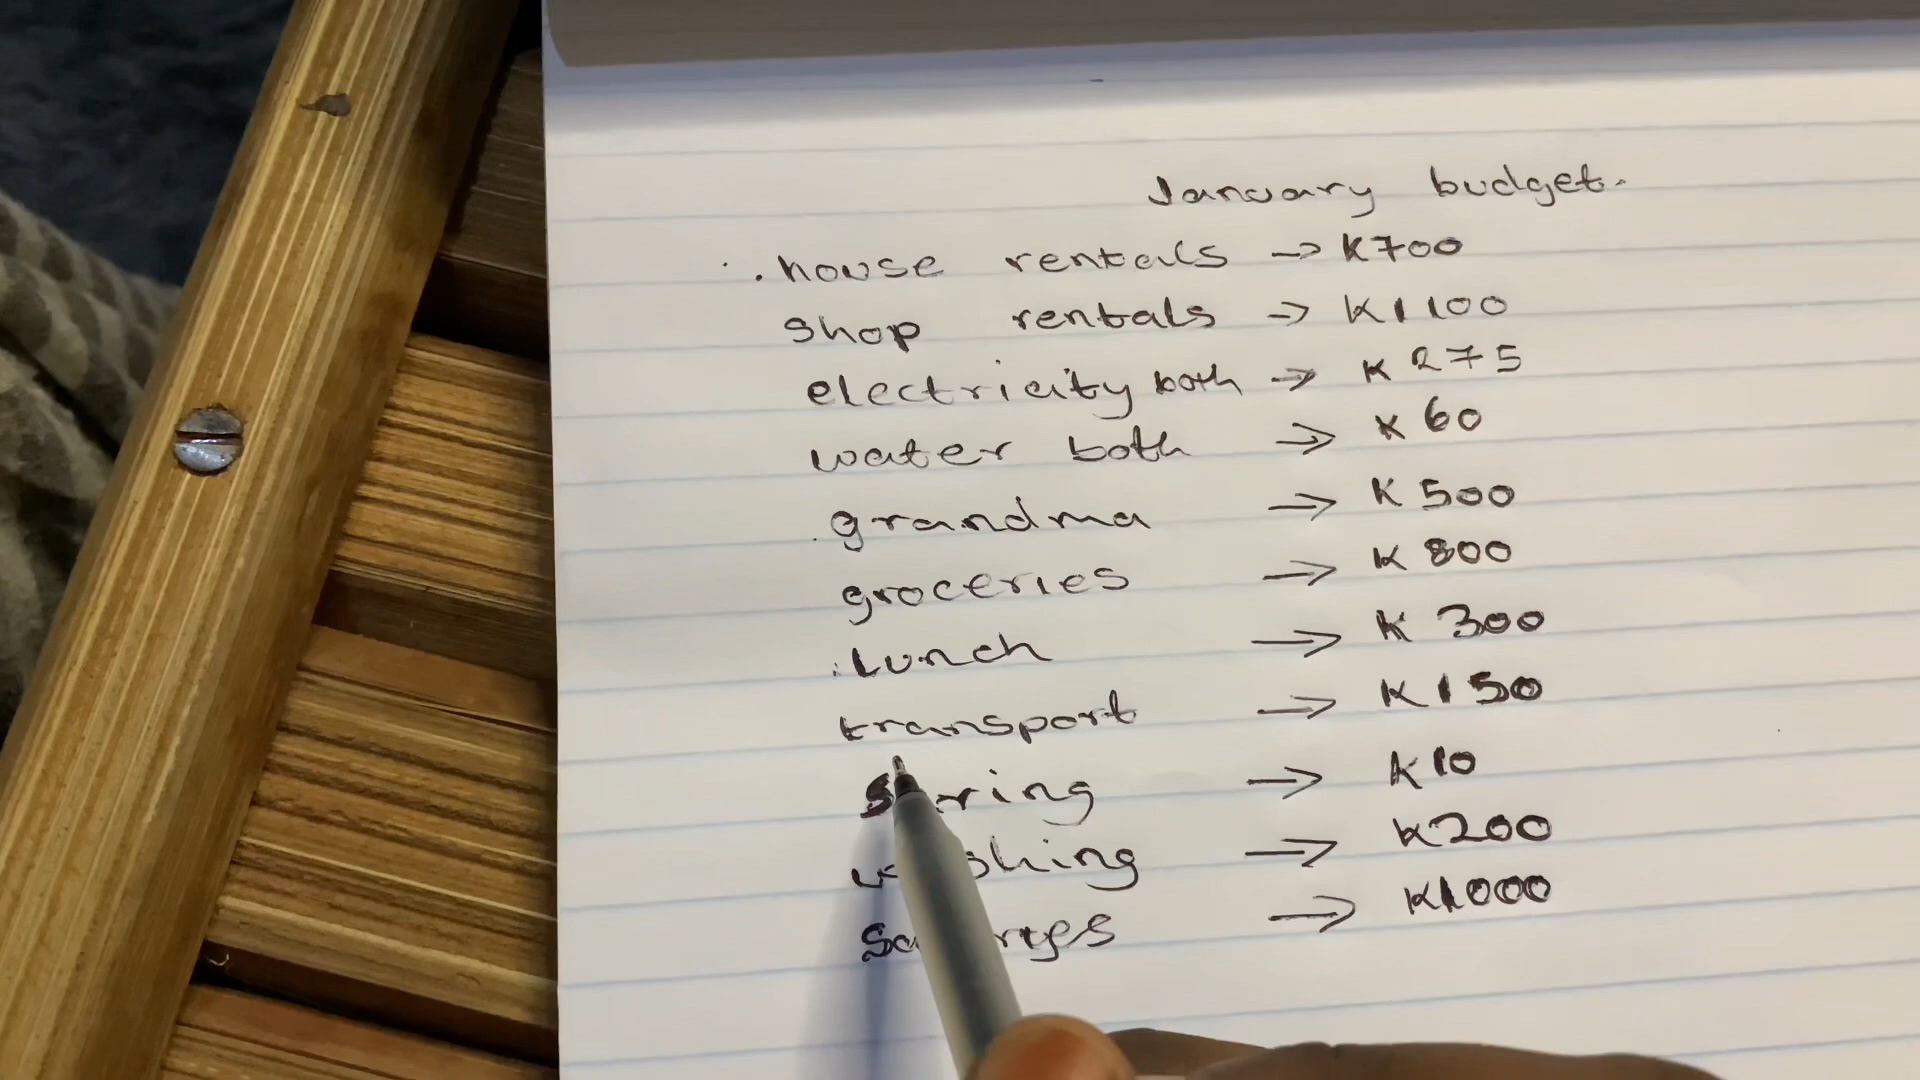 January budget.
house rentals → K700
shop rentals → K1100
electricity both → K275
water both → K60
grandma → K500
groceries → K800
lunch → K300
transport → K150
→ K10
→ K200
→ K1000